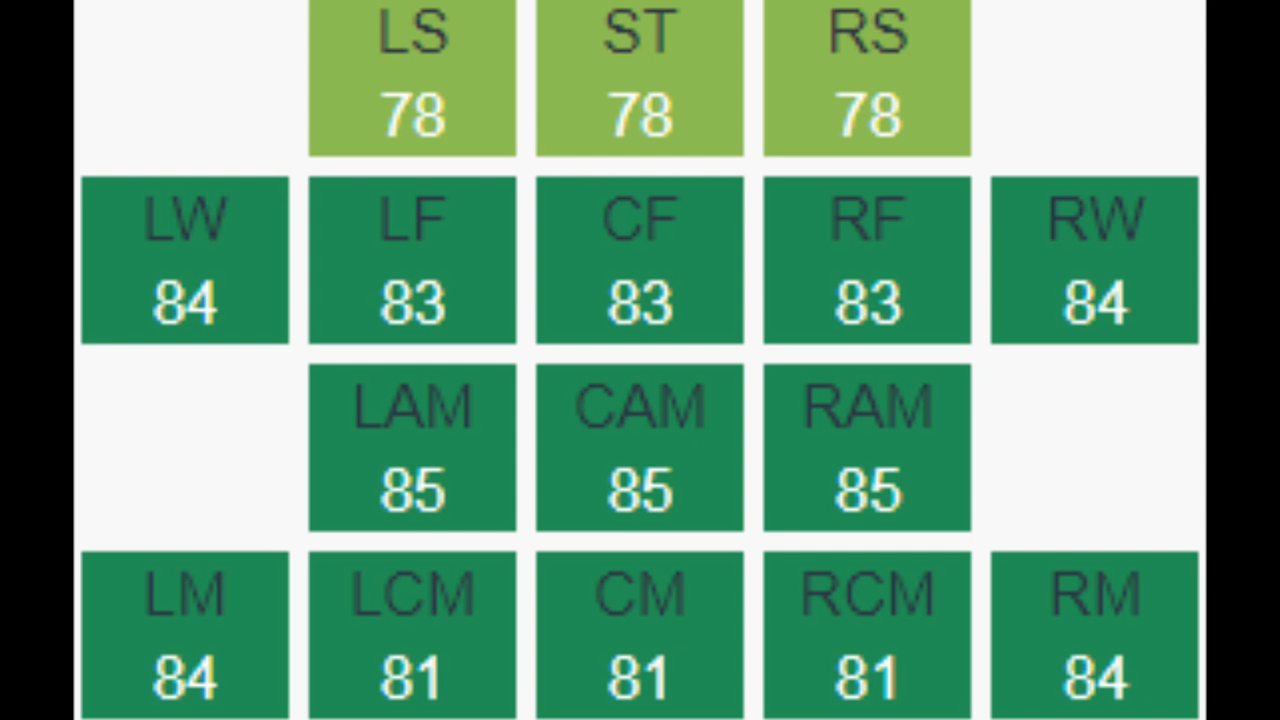 LS ST RS
78 78 78
LW LF CF RF RW
84 83 83 83 84
LAM CAM RAM
85 85 85
LM LCM CM RCM RM
84 81 81 81 84